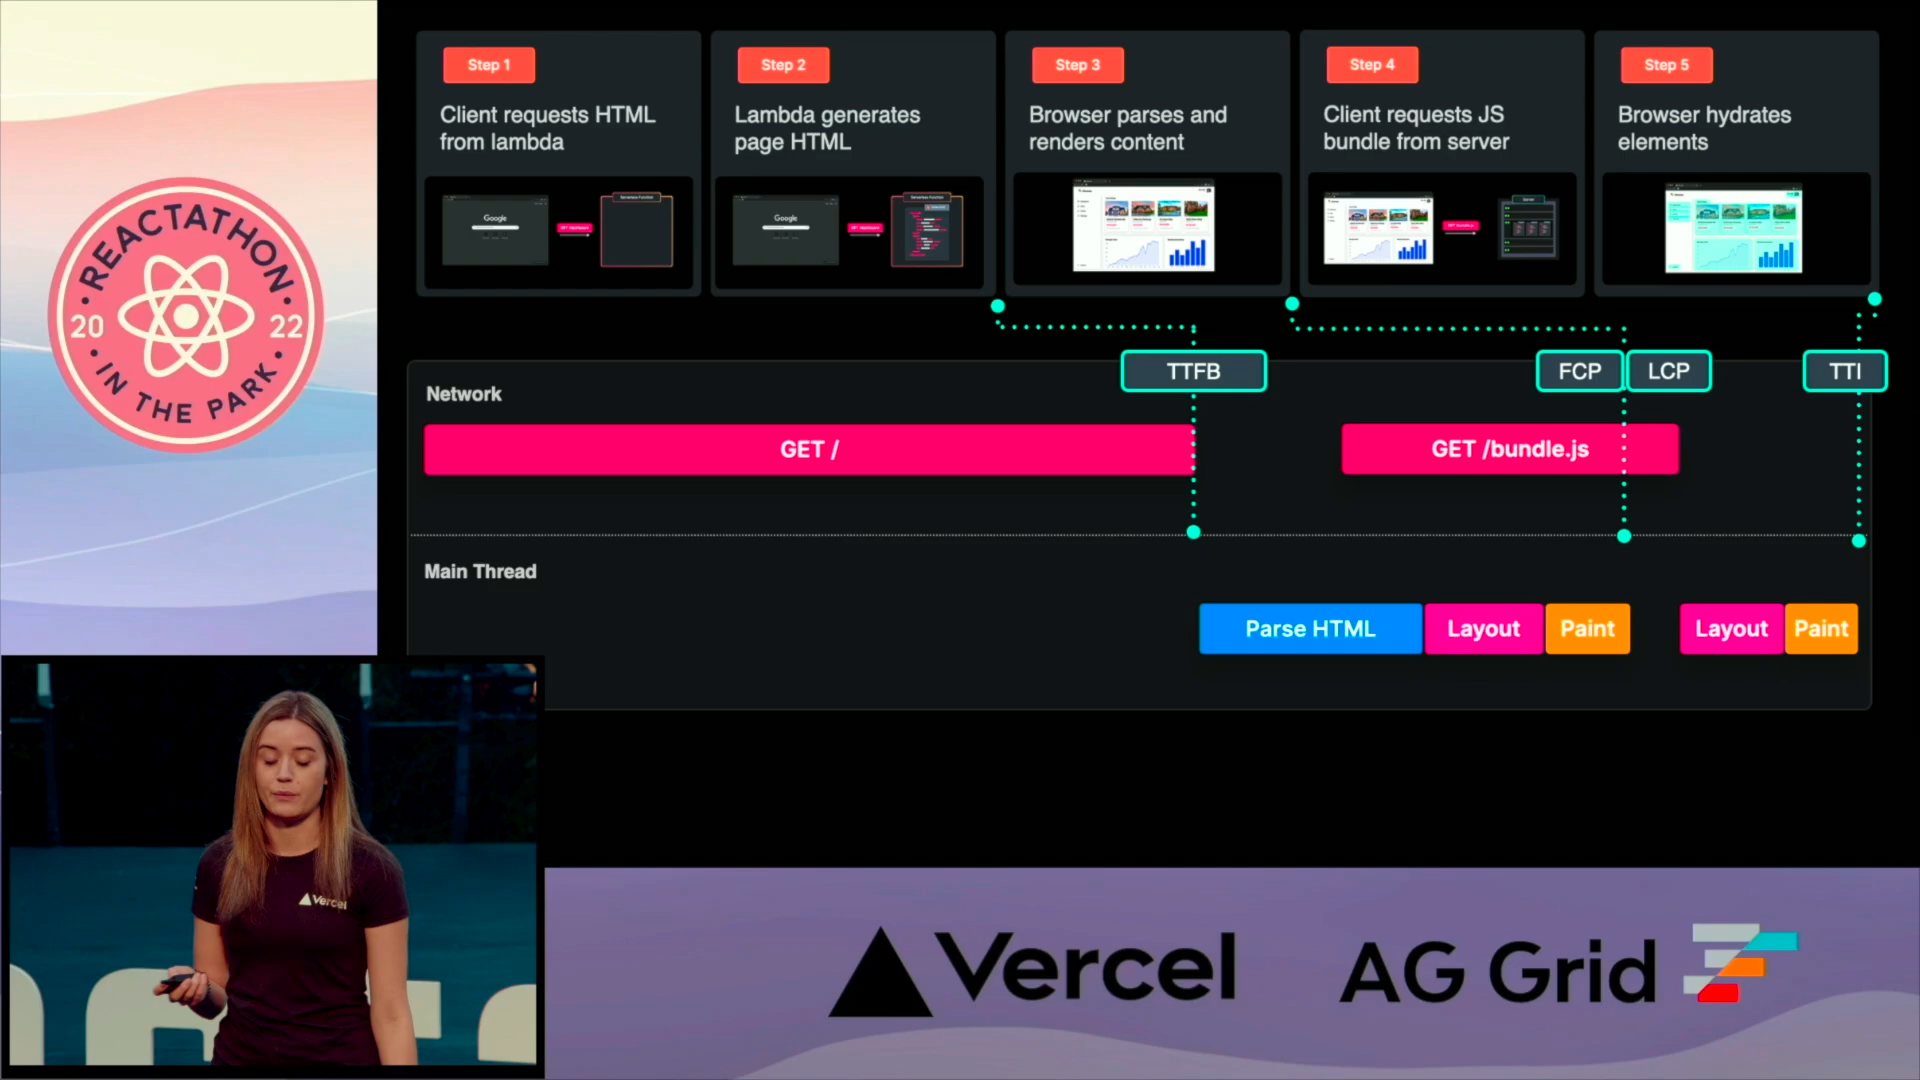 REACTATHON
20 22
IN THE PARK
Step 1
Client requests HTML
from lambda
Google
Step 2
Lambda generates
page HTML
Google
Step 3
Browser parses and
renders content
Step 4
Client requests JS
bundle from server
Step 5
Browser hydrates
elements
TTFB
FCP
LCP
TTI
Network
GET /
GET /bundle.js
Main Thread
Parse HTML
Layout
Paint
Layout
Paint
Vercel
Vercel
AG Grid